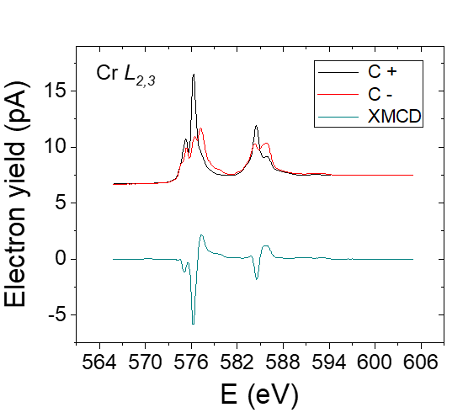 Cr L2,3
C +
C -
XMCD
Electron yield (pA)
15
10
5
0
-5
564 570 576 582 588 594 600 606
E (eV)